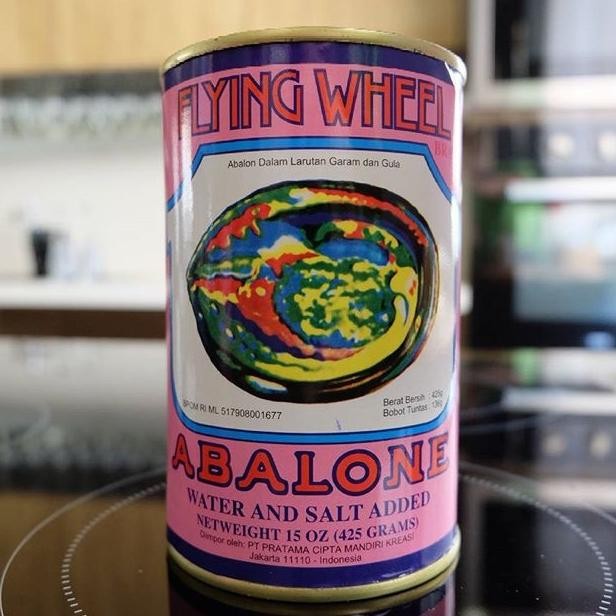 FLYING WHEEL
BR
Abalon Dalam Larutan Garam dan Gula
BPOM RI ML 517908001677
Berat Bersih : 425g
Bobot Tuntas : 136g
ABALONE
WATER AND SALT ADDED
NETWEIGHT 15 OZ (425 GRAMS)
Diimpor oleh: PT PRATAMA CIPTA MANDIRI KREASI
Jakarta 11110 - Indonesia